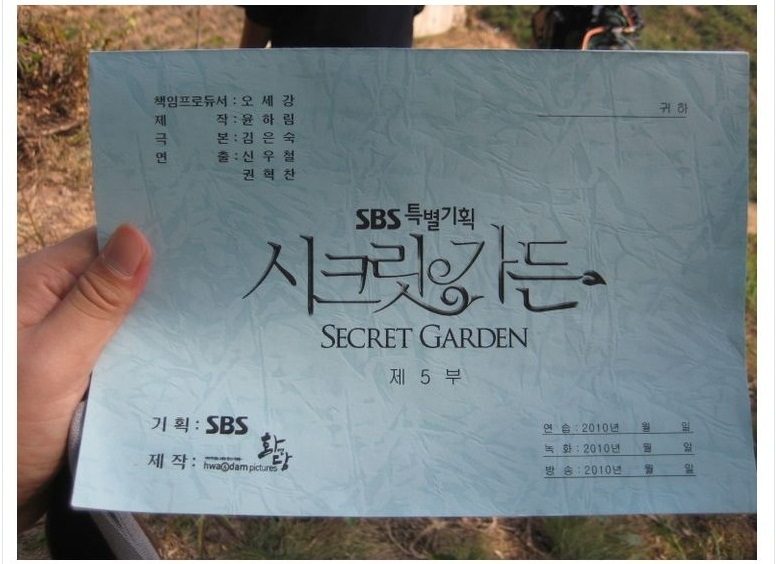 책임프로듀서 : 오 세 강
제 작 : 윤 하 림
극 본 : 김 은 숙
연 출 : 신 우 철
권 혁 찬
귀 하
SBS 특별기획
시크릿가든
SECRET GARDEN
제 5 부
기 획 : SBS
제 작 : 화앤담 hwa&dam pictures
연 습 : 2010년 월 일
녹 화 : 2010년 월 일
방 송 : 2010년 월 일